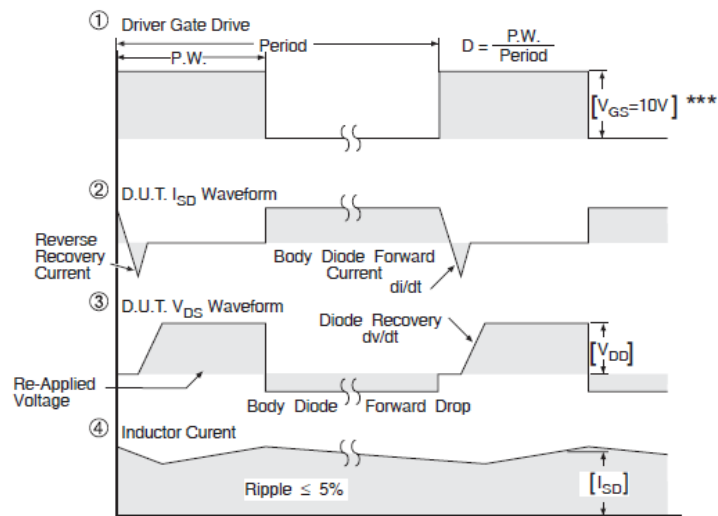 ① Driver Gate Drive
P.W.
Period
D = P.W.
Period
[VGS=10V] ***
② D.U.T. ISD Waveform
Reverse
Recovery
Current
Body Diode Forward
Current
di/dt
③ D.U.T. VDS Waveform
Diode Recovery
dv/dt
[VDD]
Re-Applied
Voltage
Body Diode Forward Drop
④ Inductor Curent
Ripple ≤ 5%
[ISD]